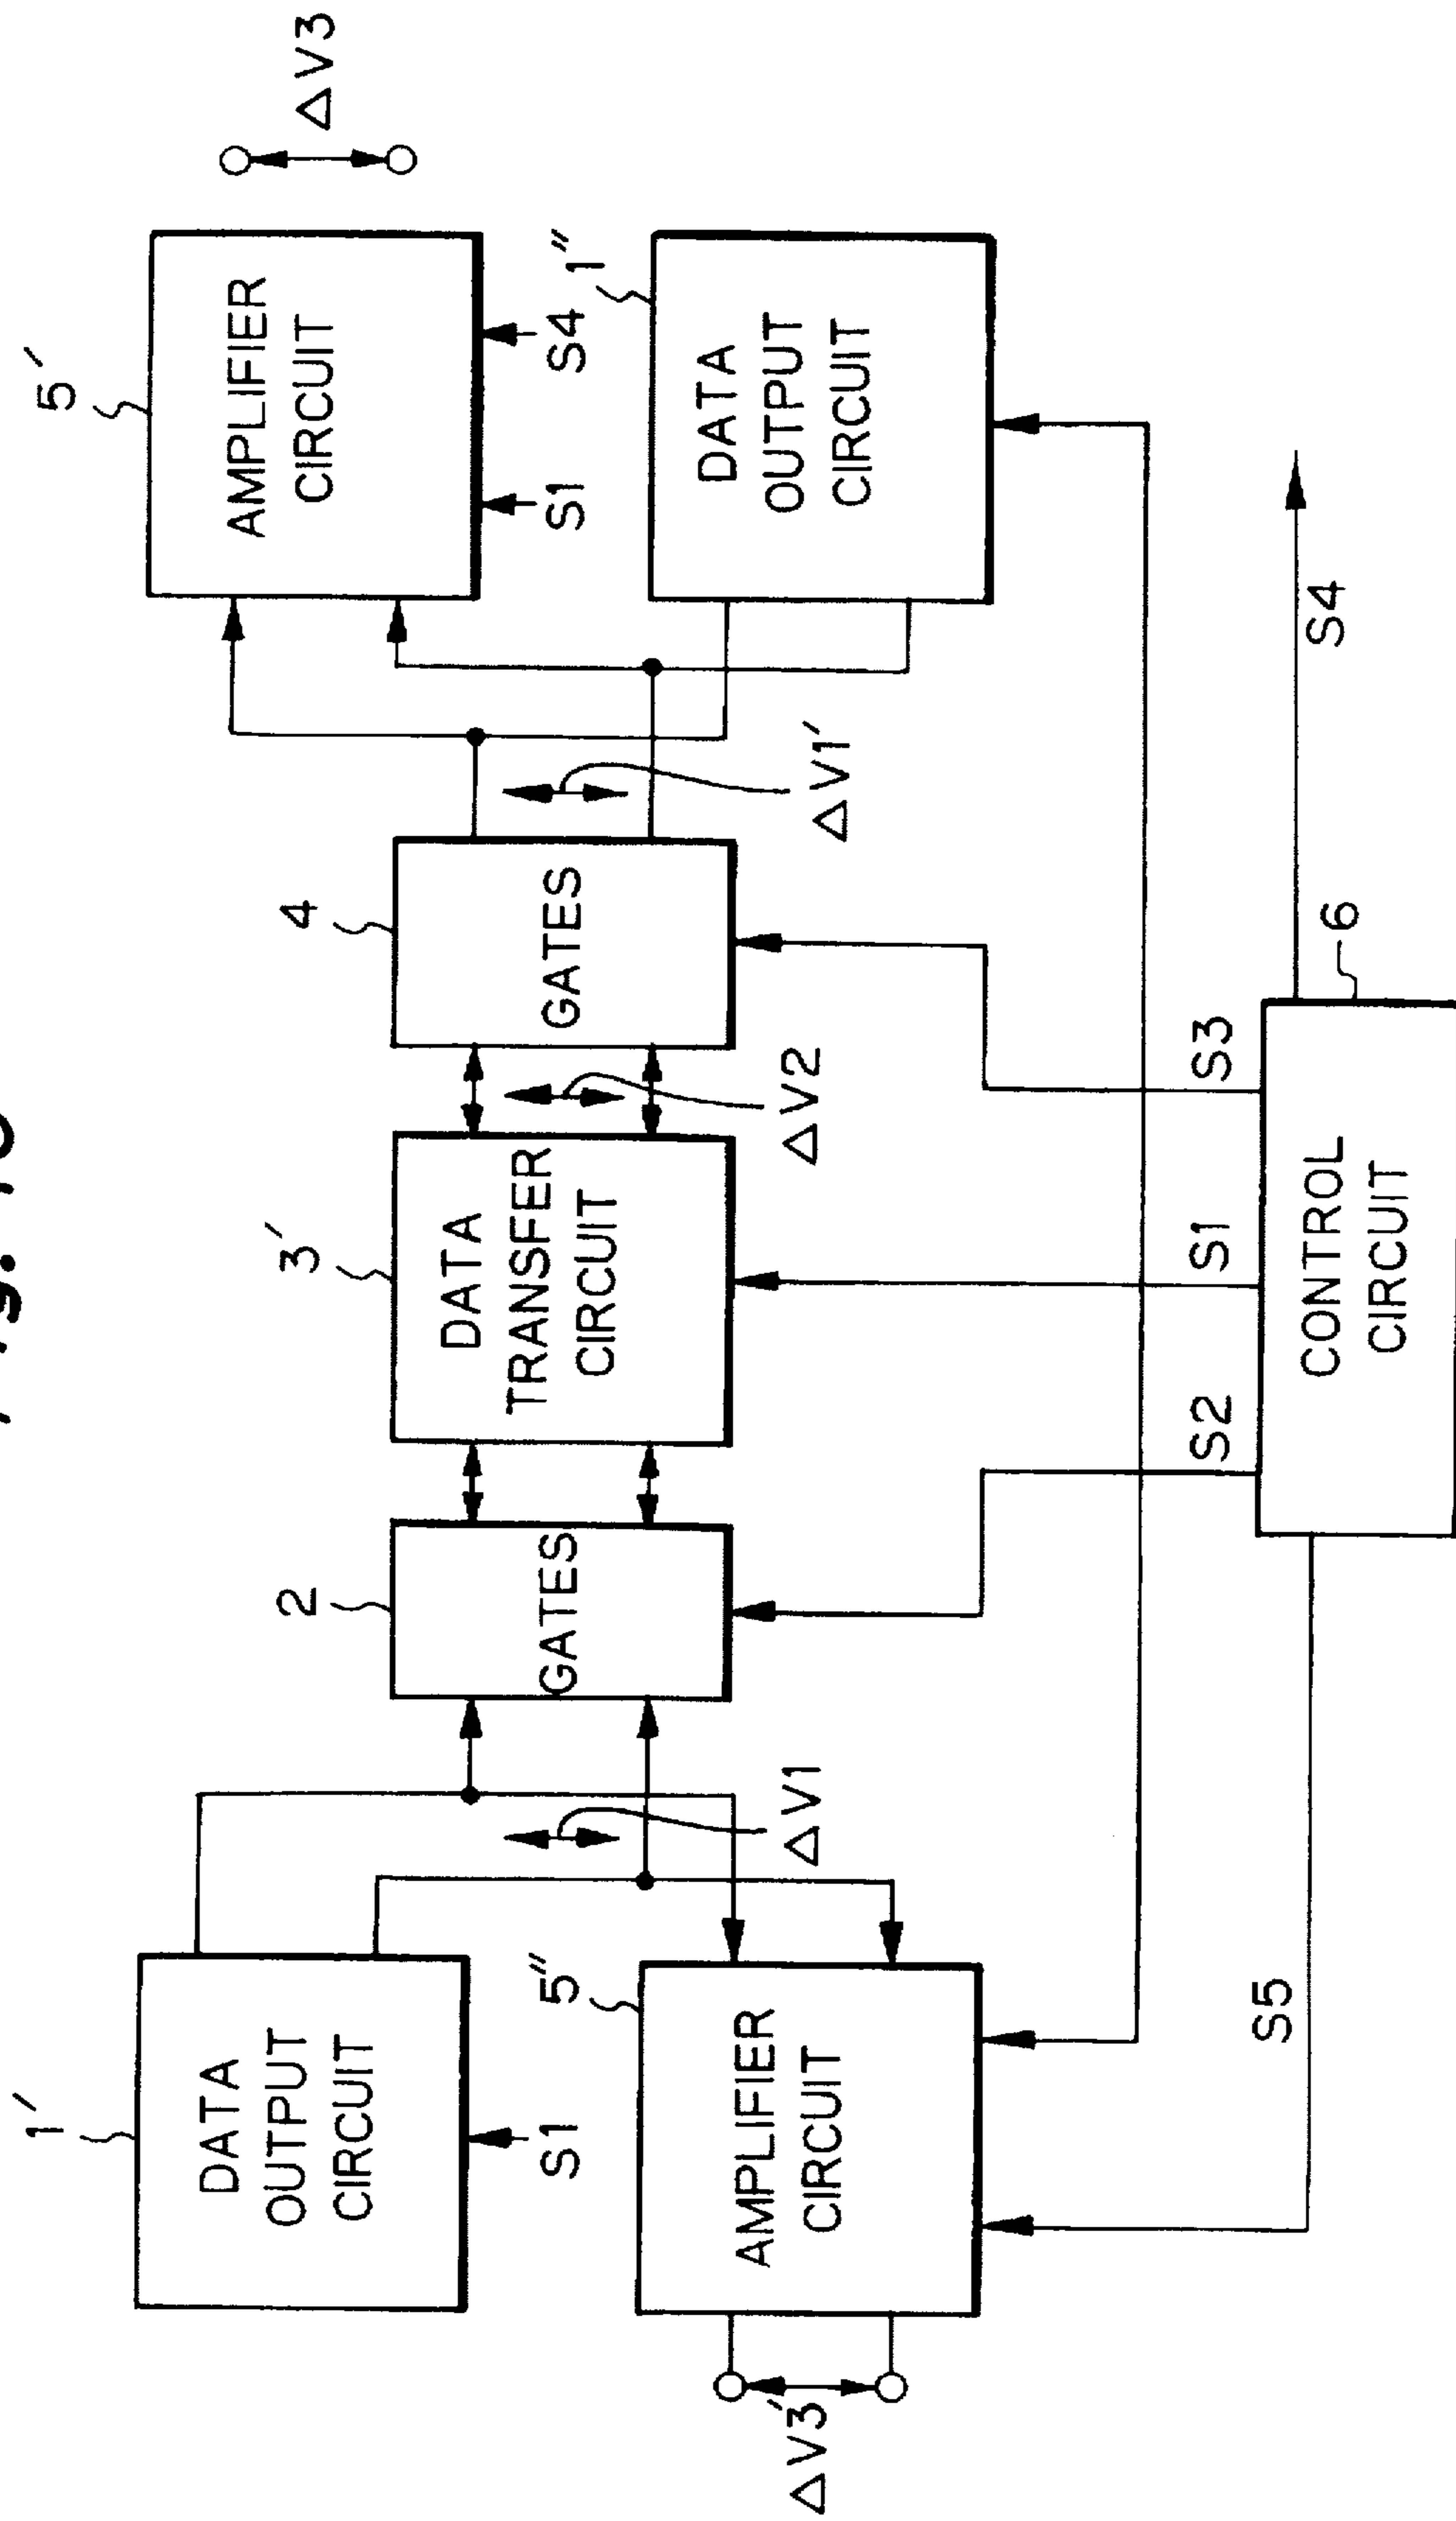 Fig.
1′
DATA
OUTPUT
CIRCUIT
S1
5″
AMPLIFIER
CIRCUIT
ΔV3′
ΔV1
2
GATES
3′
DATA
TRANSFER
CIRCUIT
ΔV2
4
GATES
ΔV1′
5′
AMPLIFIER
CIRCUIT
S1
S4
ΔV3
1″
DATA
OUTPUT
CIRCUIT
S5
S2
S1
S3
CONTROL
CIRCUIT
6
S4